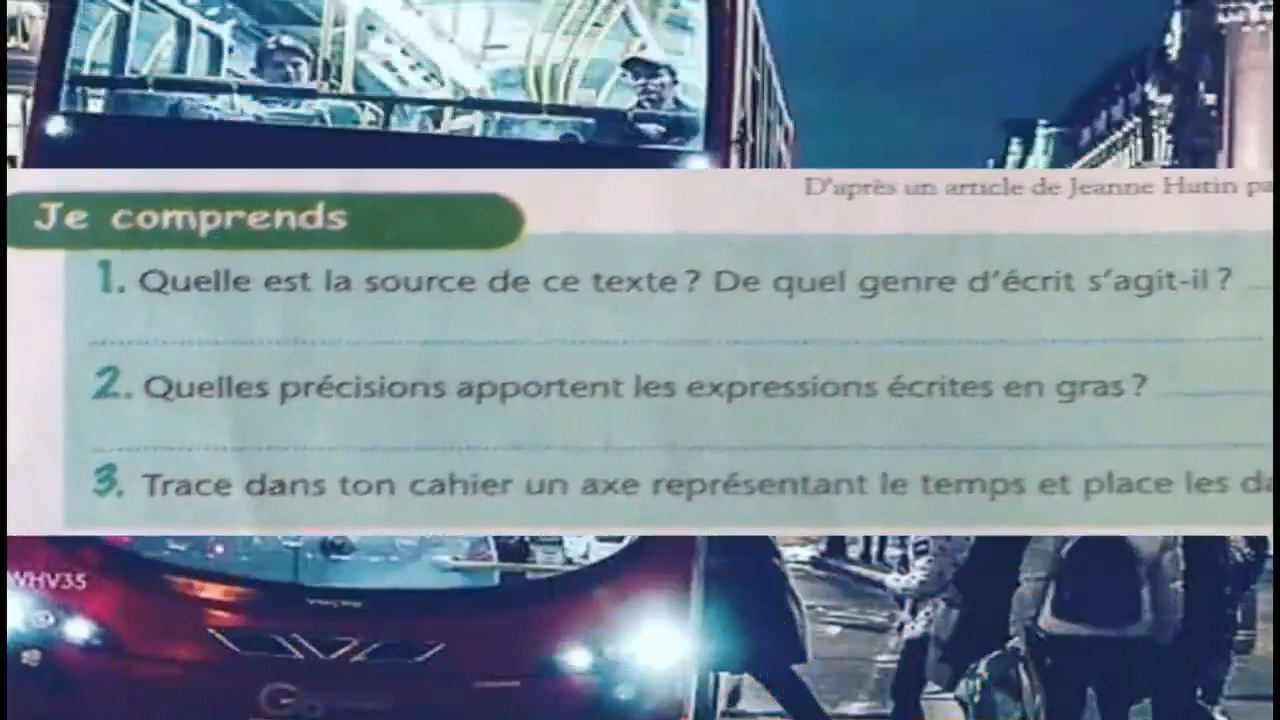 D'après un article de Jeanne Hutin
Je comprends
1. Quelle est la source de ce texte? De quel genre d'écrit s'agit-il?
2. Quelles précisions apportent les expressions écrites en gras?
3. Trace dans ton cahier un axe représentant le temps et place les
WHV35